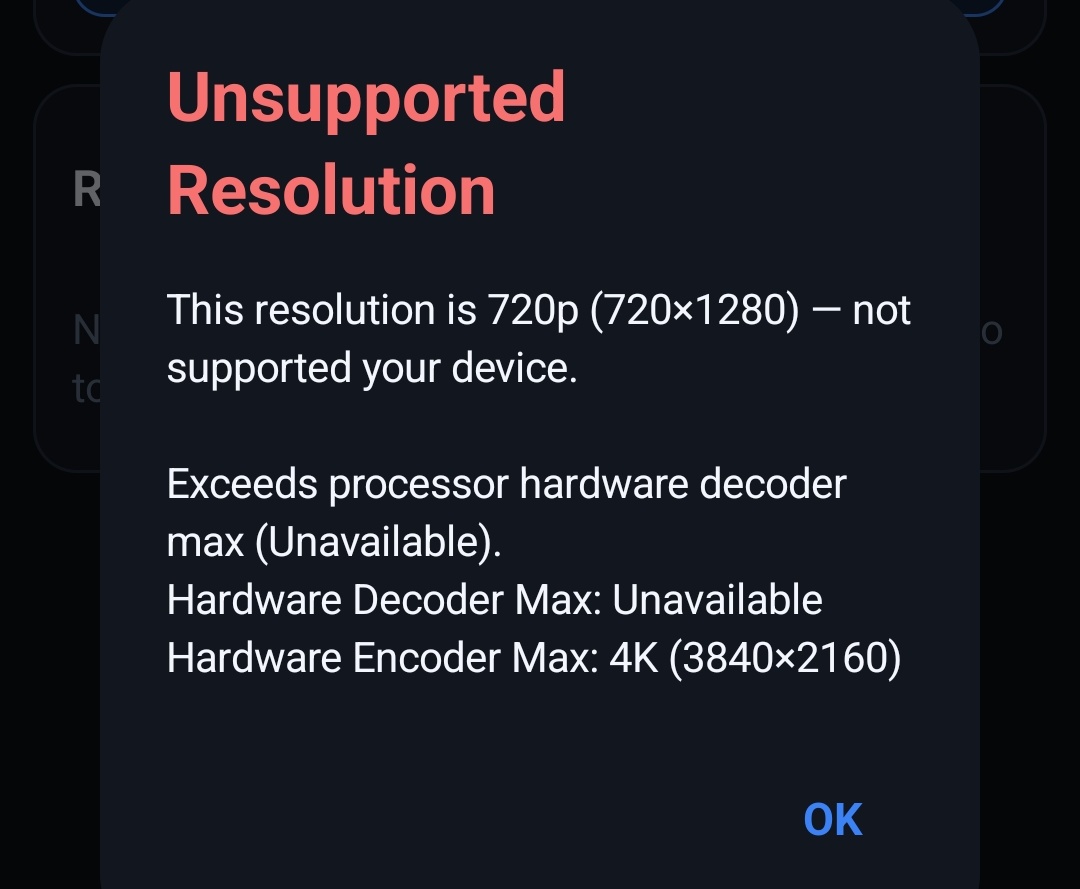 Unsupported
Resolution
This resolution is 720p (720×1280) — not
supported your device.
Exceeds processor hardware decoder
max (Unavailable).
Hardware Decoder Max: Unavailable
Hardware Encoder Max: 4K (3840×2160)
OK